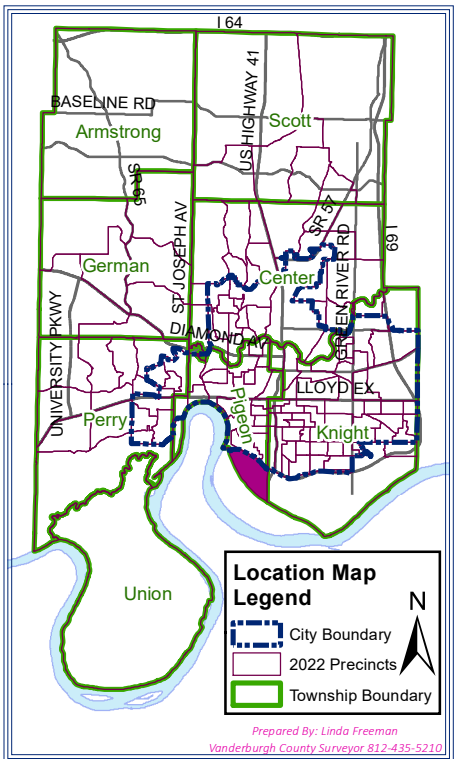 I 64
BASELINE RD
Armstrong
US HIGHWAY 41
Scott
SR 65
ST. JOSEPH AV
SR 57
GREEN RIVER RD
I 69
German
Center
UNIVERSITY PKWY
DIAMOND AV
LLOYD EX
Perry
Pigeon
Knight
Union
Location Map
Legend
N
City Boundary
2022 Precincts
Township Boundary
Prepared By: Linda Freeman
Vanderburgh County Surveyor 812-435-5210